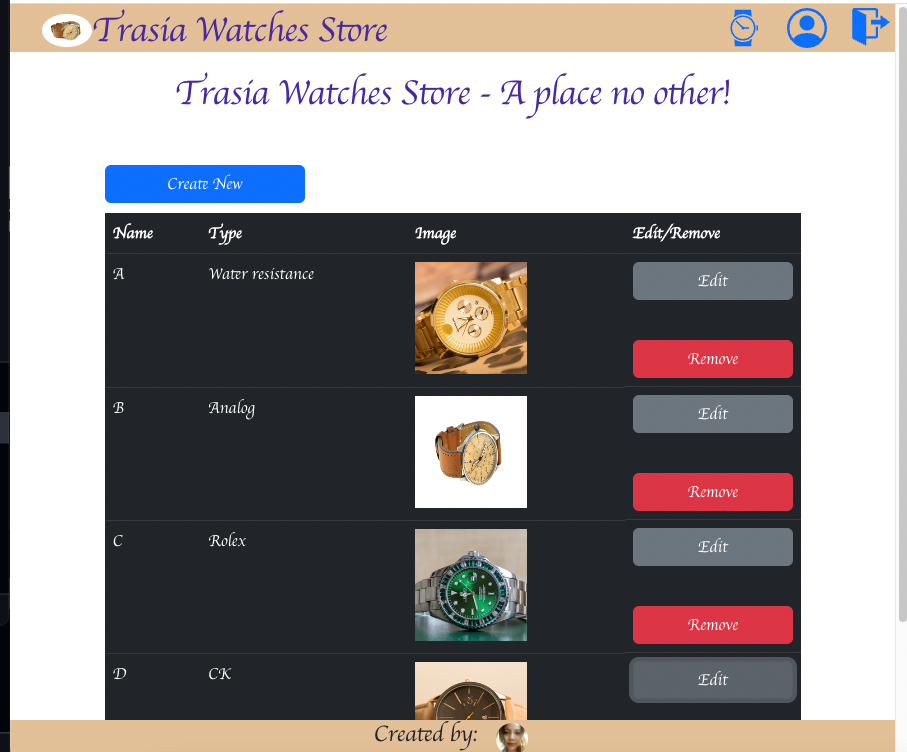 Trasia Watches Store
Trasia Watches Store - A place no other!
Create New
Name Type Image Edit/Remove
A Water resistance Edit
Remove
B Analog Edit
Remove
C Rolex Edit
Remove
D CK Edit
Created by: